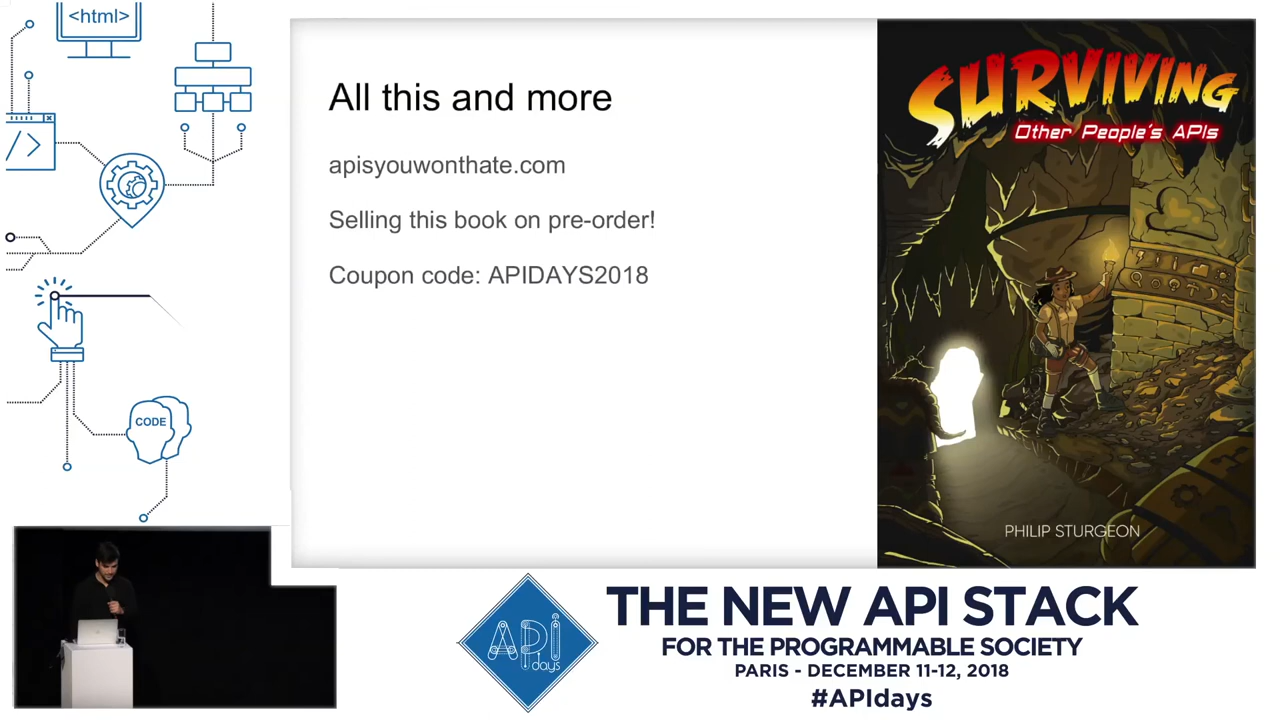 <html>
</>
CODE
All this and more
apisyouwonthate.com
Selling this book on pre-order!
Coupon code: APIDAYS2018
SURVIVING
Other People's APIs
PHILIP STURGEON
API
days
THE NEW API STACK
FOR THE PROGRAMMABLE SOCIETY
PARIS - DECEMBER 11-12, 2018
#APIdays